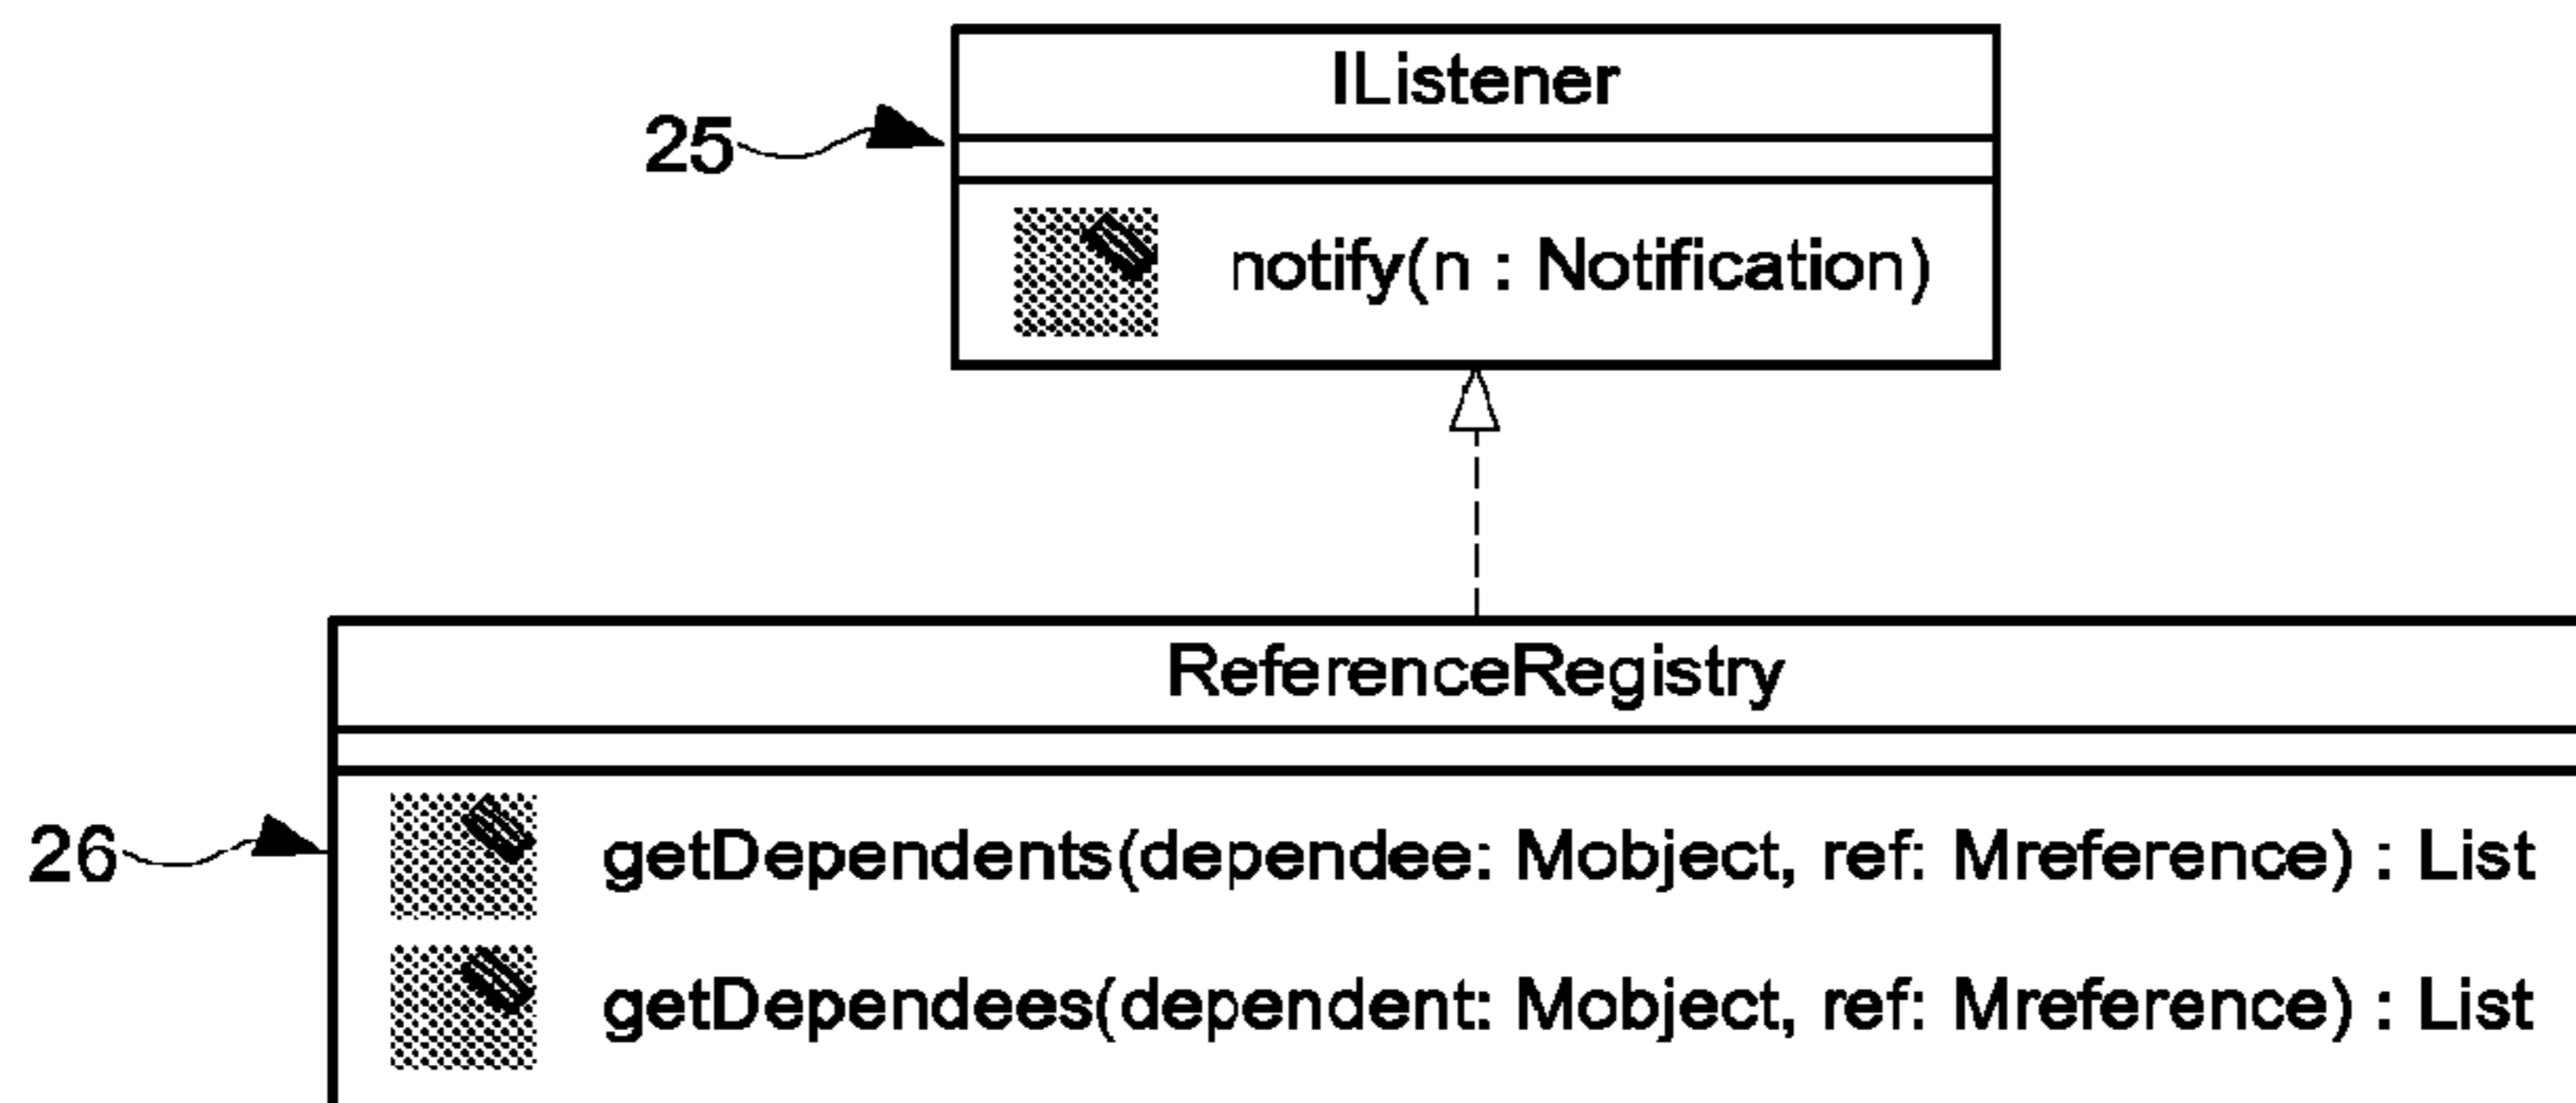 IListener
25
notify(n : Notification)
ReferenceRegistry
26
getDependents(dependee: Mobject, ref: Mreference) : List
getDependees(dependent: Mobject, ref: Mreference) : List